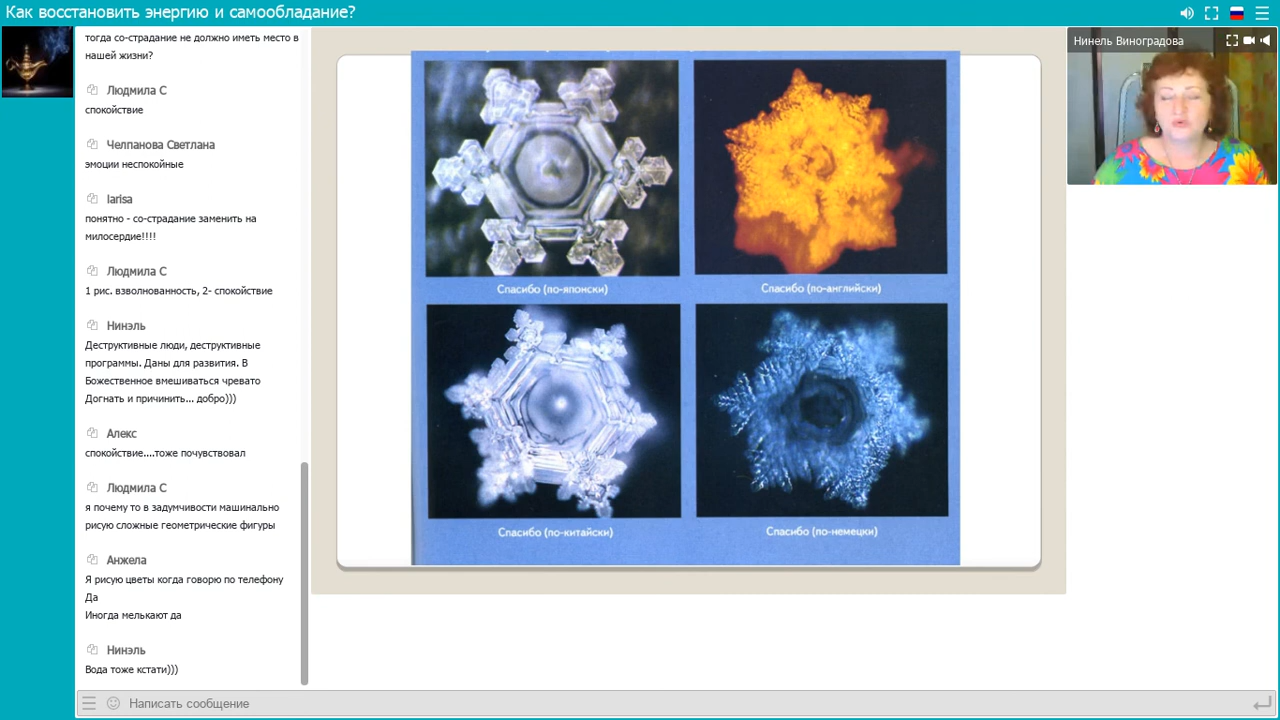 Как восстановить энергию и самообладание?
тогда со-страдание не должно иметь место в
нашей жизни?
Людмила С
спокойствие
Челпанова Светлана
эмоции неспокойные
larisa
понятно - со-страдание заменить на
милосердие!!!!
Людмила С
1 рис. взволнованность, 2- спокойствие
Нинэль
Деструктивные люди, деструктивные
программы. Даны для развития. В
Божественное вмешиваться чревато
Догнать и причинить... добро)))
Алекс
спокойствие....тоже почувствовал
Людмила С
я почему то в задумчивости машинально
рисую сложные геометрические фигуры
Анжела
Я рисую цветы когда говорю по телефону
Да
Иногда мелькают да
Нинэль
Вода тоже кстати)))
Написать сообщение
Спасибо (по-японски)
Спасибо (по-английски)
Спасибо (по-китайски)
Спасибо (по-немецки)
Нинель Виноградова